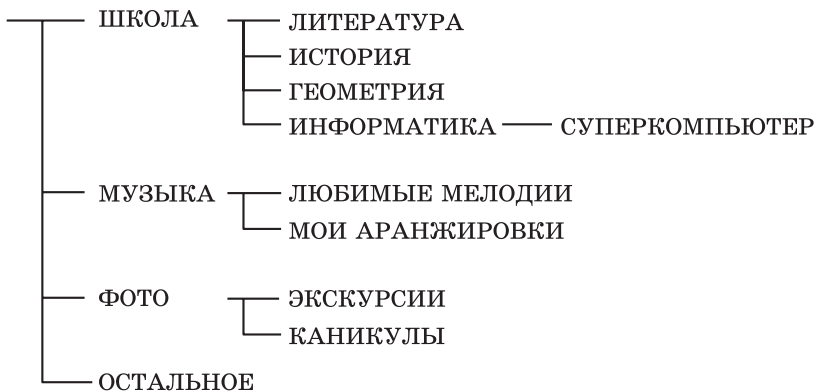 ШКОЛА ЛИТЕРАТУРА
ИСТОРИЯ
ГЕОМЕТРИЯ
ИНФОРМАТИКА СУПЕРКОМПЬЮТЕР
МУЗЫКА ЛЮБИМЫЕ МЕЛОДИИ
МОИ АРАНЖИРОВКИ
ФОТО ЭКСКУРСИИ
КАНИКУЛЫ
ОСТАЛЬНОЕ